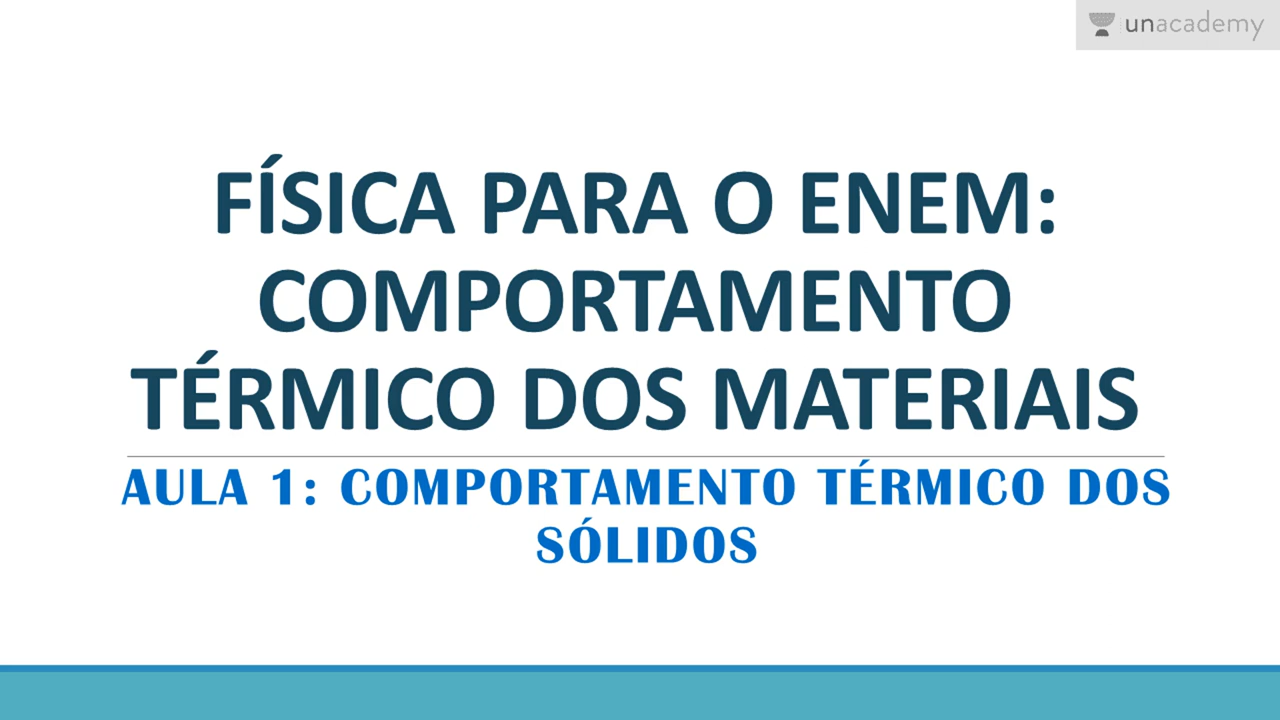 unacademy
FÍSICA PARA O ENEM:
COMPORTAMENTO
TÉRMICO DOS MATERIAIS
AULA 1: COMPORTAMENTO TÉRMICO DOS
SÓLIDOS